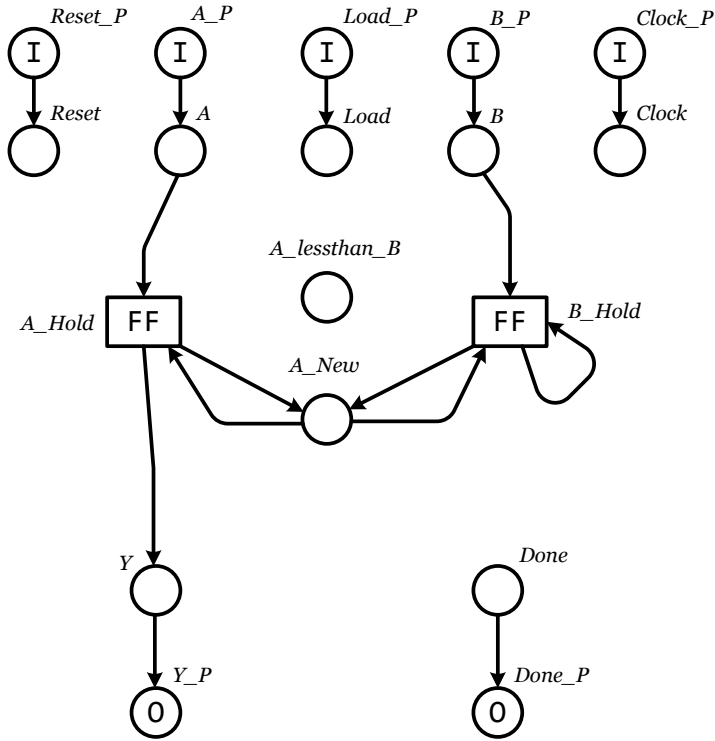 Reset_P
A_P
Load_P
B_P
Clock_P
I
I
I
I
I
Reset
A
Load
B
Clock
A_lessthan_B
A_Hold
FF
FF
B_Hold
A_New
Y
Done
Y_P
Done_P
O
O